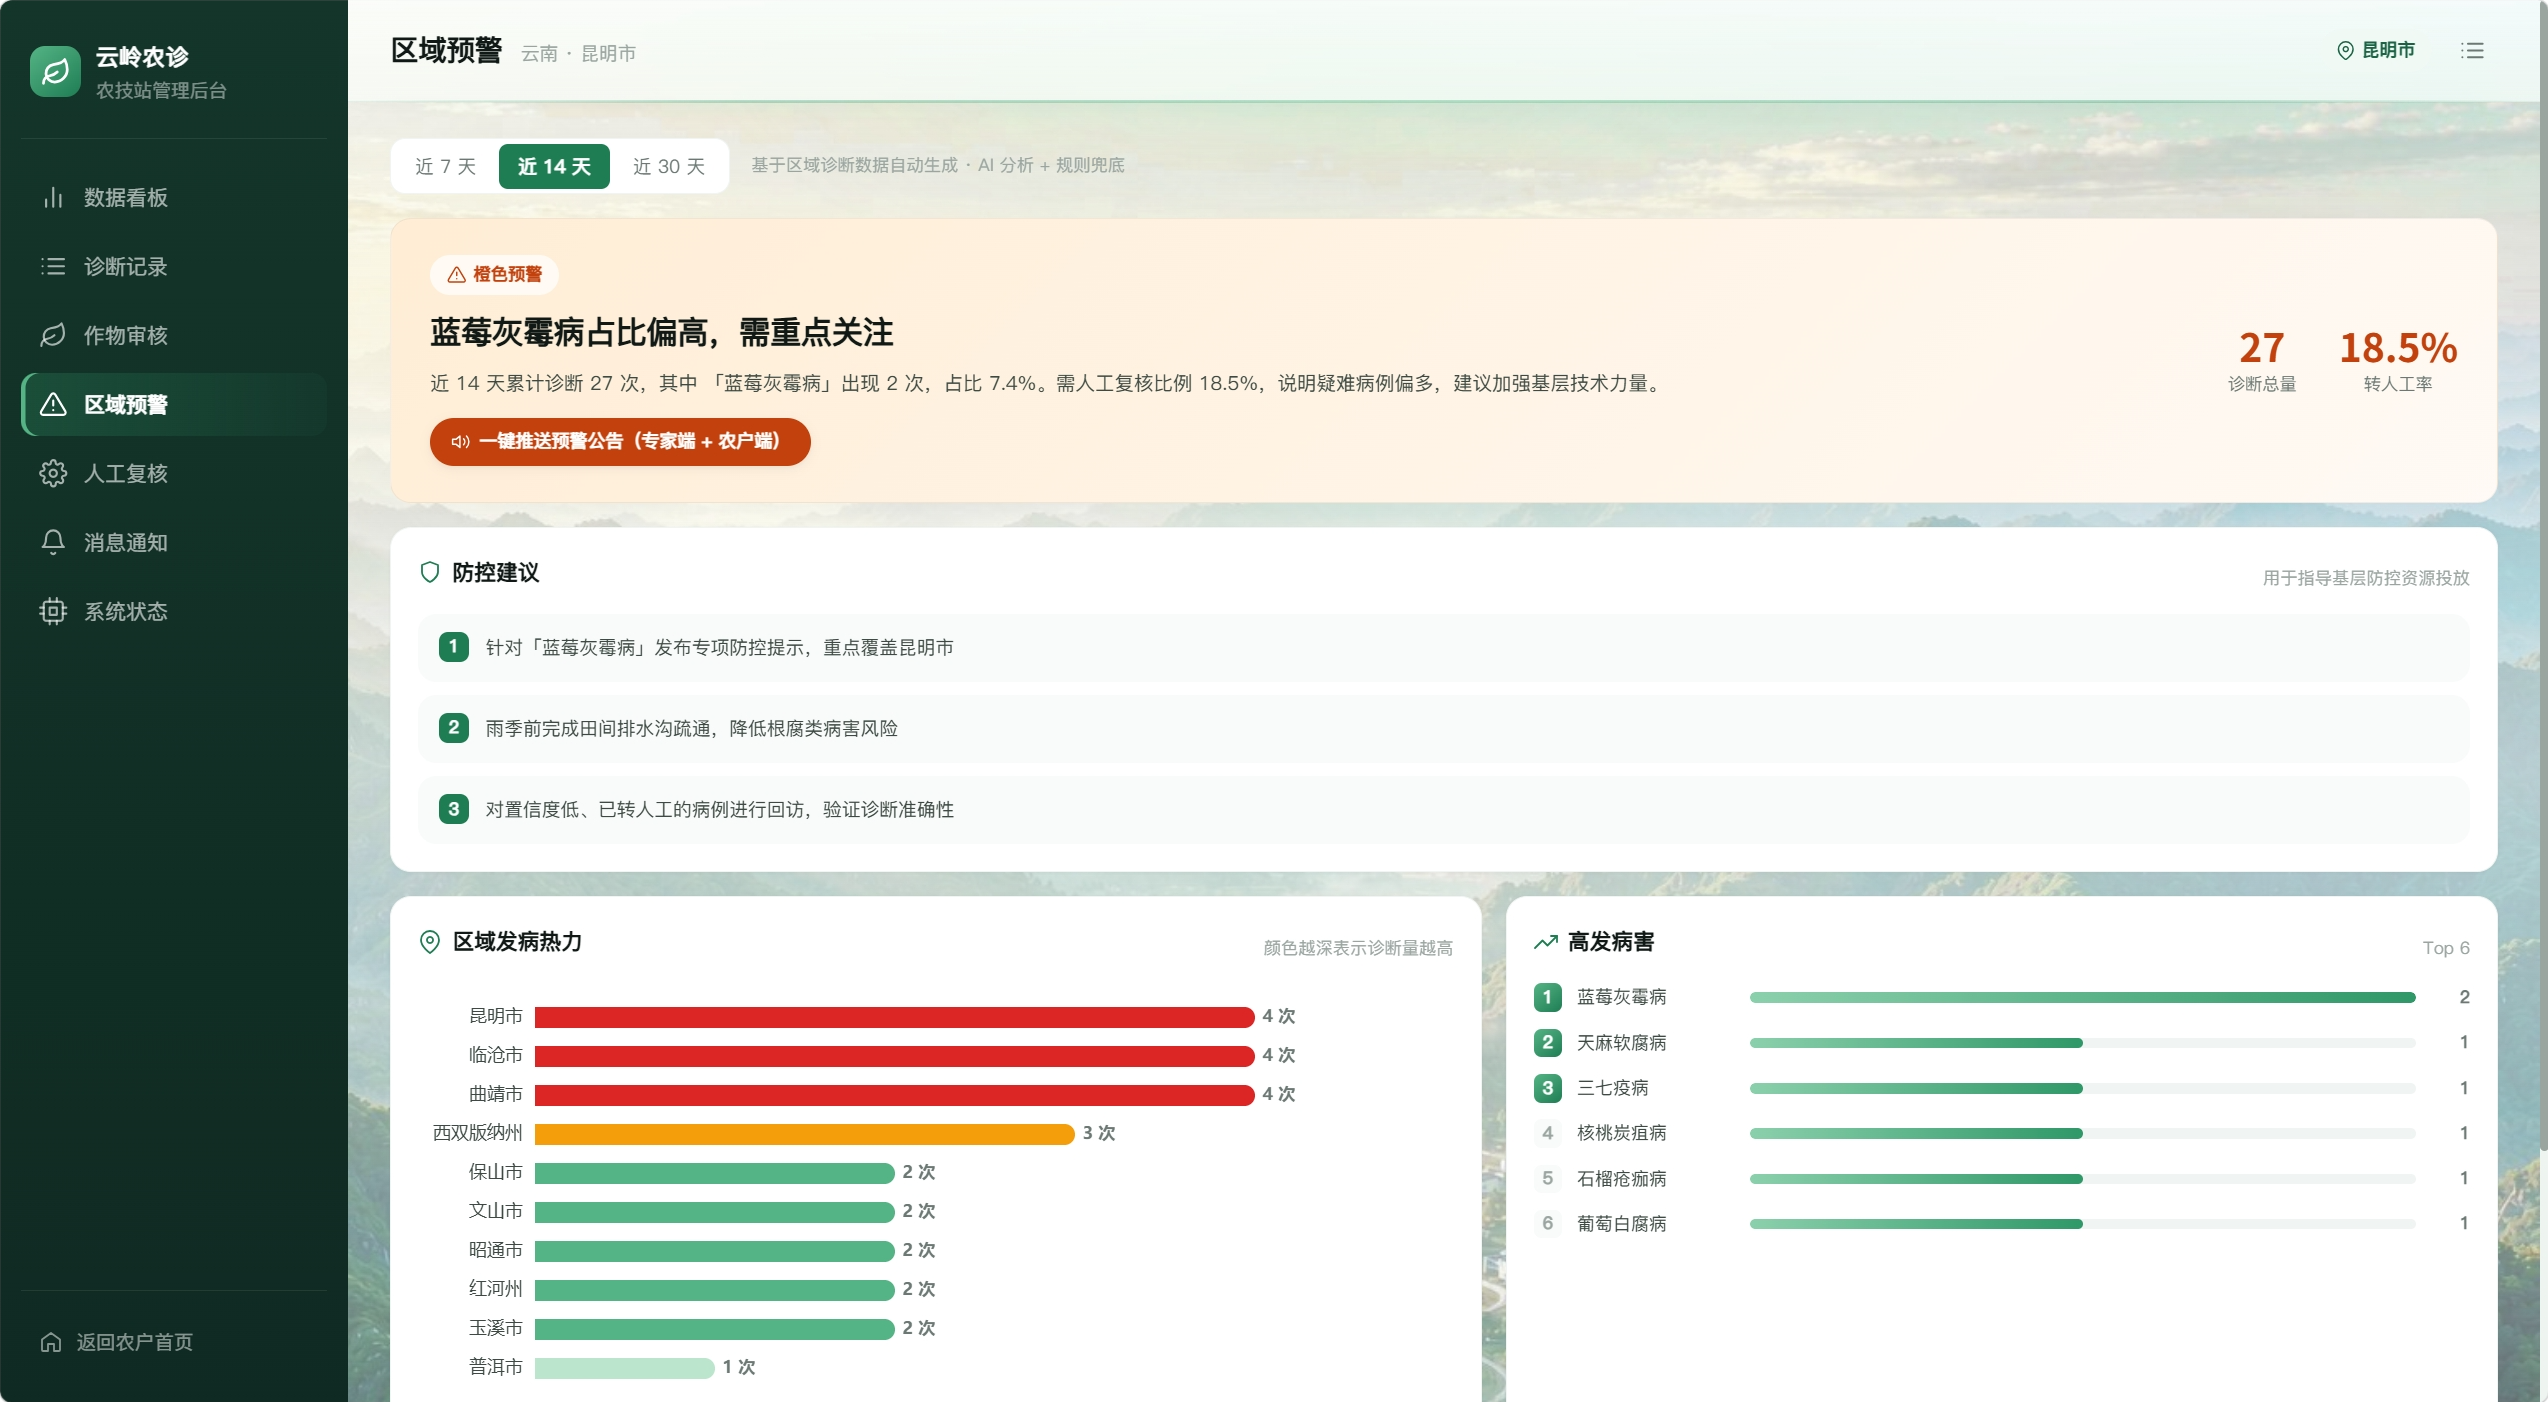 云岭农诊
农技站管理后台
数据看板
诊断记录
作物审核
区域预警
人工复核
消息通知
系统状态
返回农户首页
区域预警
云南 · 昆明市
昆明市
近 7 天
近 14 天
近 30 天
基于区域诊断数据自动生成 · AI 分析 + 规则兜底
橙色预警
蓝莓灰霉病占比偏高，需重点关注
近 14 天累计诊断 27 次，其中 「蓝莓灰霉病」出现 2 次，占比 7.4%。需人工复核比例 18.5%，说明疑难病例偏多，建议加强基层技术力量。
一键推送预警公告（专家端 + 农户端）
27
诊断总量
18.5%
转人工率
防控建议
用于指导基层防控资源投放
1 针对「蓝莓灰霉病」发布专项防控提示，重点覆盖昆明市
2 雨季前完成田间排水沟疏通，降低根腐类病害风险
3 对置信度低、已转人工的病例进行回访，验证诊断准确性
区域发病热力
颜色越深表示诊断量越高
昆明市 4 次
临沧市 4 次
曲靖市 4 次
西双版纳州 3 次
保山市 2 次
文山市 2 次
昭通市 2 次
红河州 2 次
玉溪市 2 次
普洱市 1 次
高发病害
Top 6
1 蓝莓灰霉病 2
2 天麻软腐病 1
3 三七疫病 1
4 核桃炭疽病 1
5 石榴疮痂病 1
6 葡萄白腐病 1